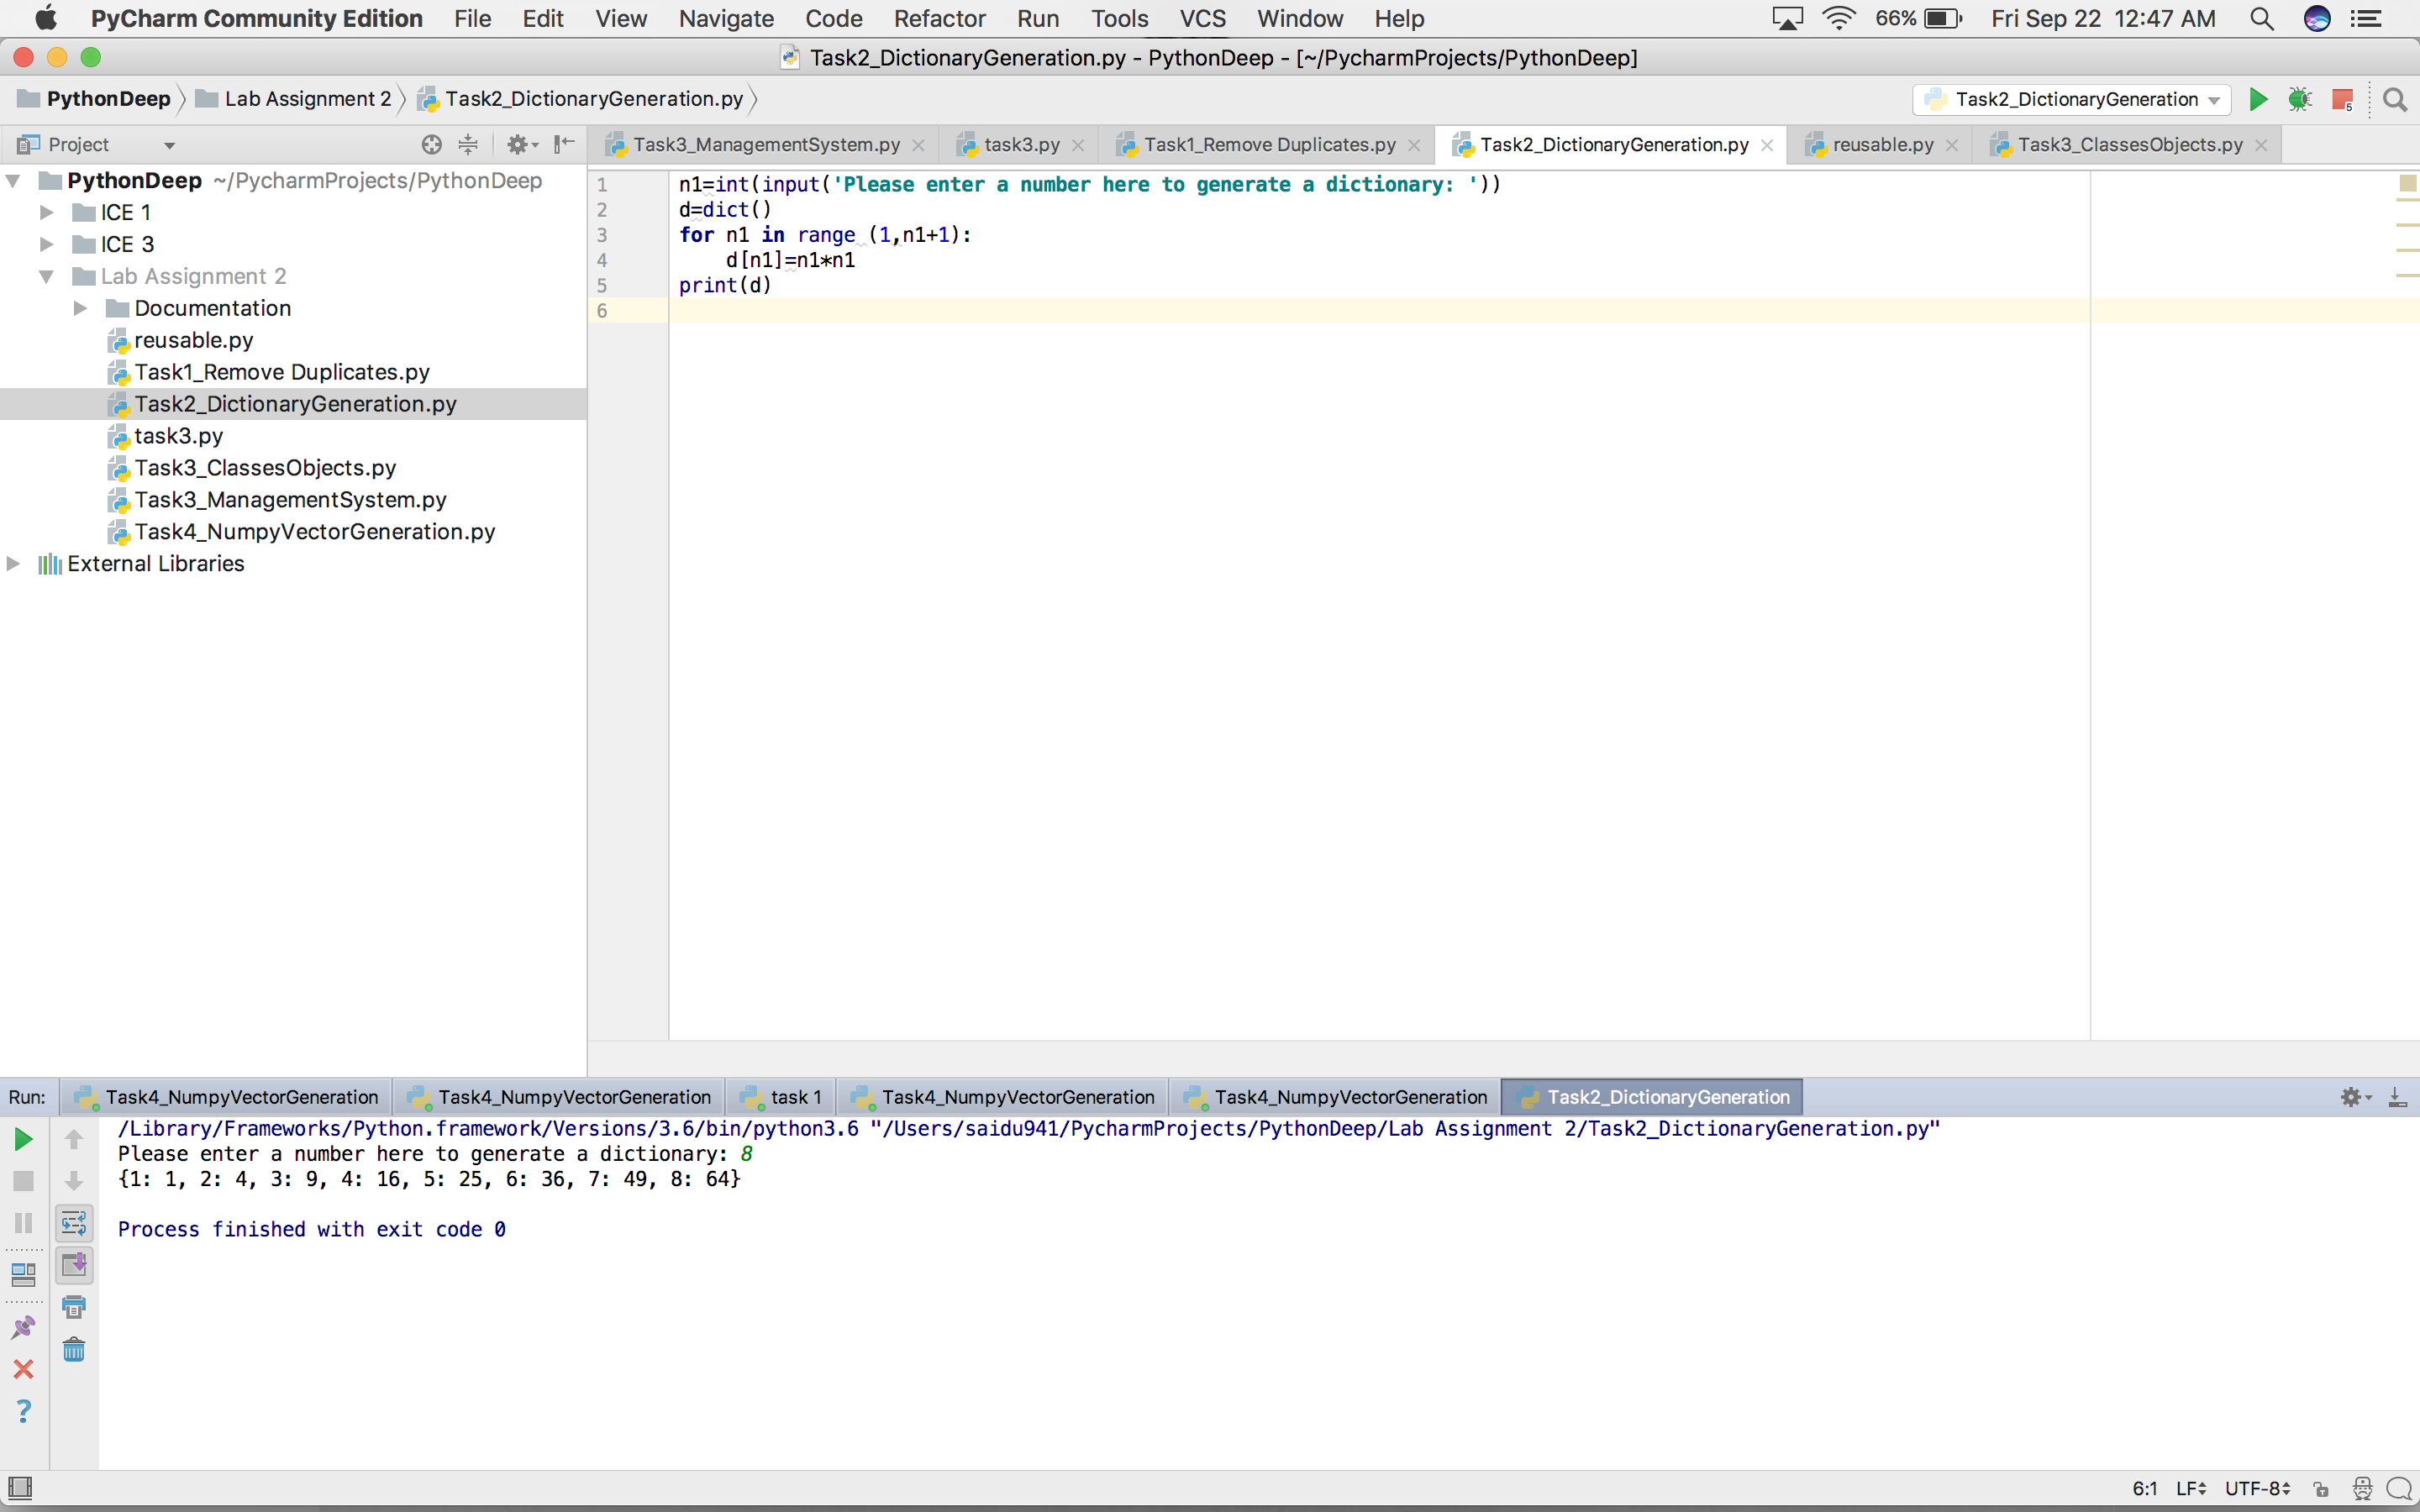 PyCharm Community Edition File Edit View Navigate Code Refactor Run Tools VCS Window Help 66% Fri Sep 22 12:47 AM
Task2_DictionaryGeneration.py - PythonDeep - [~/PycharmProjects/PythonDeep]
PythonDeep Lab Assignment 2 Task2_DictionaryGeneration.py Task2_DictionaryGeneration 5
Project Task3_ManagementSystem.py task3.py Task1_Remove Duplicates.py Task2_DictionaryGeneration.py reusable.py Task3_ClassesObjects.py
PythonDeep ~/PycharmProjects/PythonDeep
ICE 1
ICE 3
Lab Assignment 2
Documentation
reusable.py
Task1_Remove Duplicates.py
Task2_DictionaryGeneration.py
task3.py
Task3_ClassesObjects.py
Task3_ManagementSystem.py
Task4_NumpyVectorGeneration.py
External Libraries
1 n1=int(input('Please enter a number here to generate a dictionary: '))
2 d=dict()
3 for n1 in range (1,n1+1):
4     d[n1]=n1*n1
5 print(d)
6
Run: Task4_NumpyVectorGeneration Task4_NumpyVectorGeneration task 1 Task4_NumpyVectorGeneration Task4_NumpyVectorGeneration Task2_DictionaryGeneration
/Library/Frameworks/Python.framework/Versions/3.6/bin/python3.6 "/Users/saidu941/PycharmProjects/PythonDeep/Lab Assignment 2/Task2_DictionaryGeneration.py"
Please enter a number here to generate a dictionary: 8
{1: 1, 2: 4, 3: 9, 4: 16, 5: 25, 6: 36, 7: 49, 8: 64}
Process finished with exit code 0
6:1 LF UTF-8